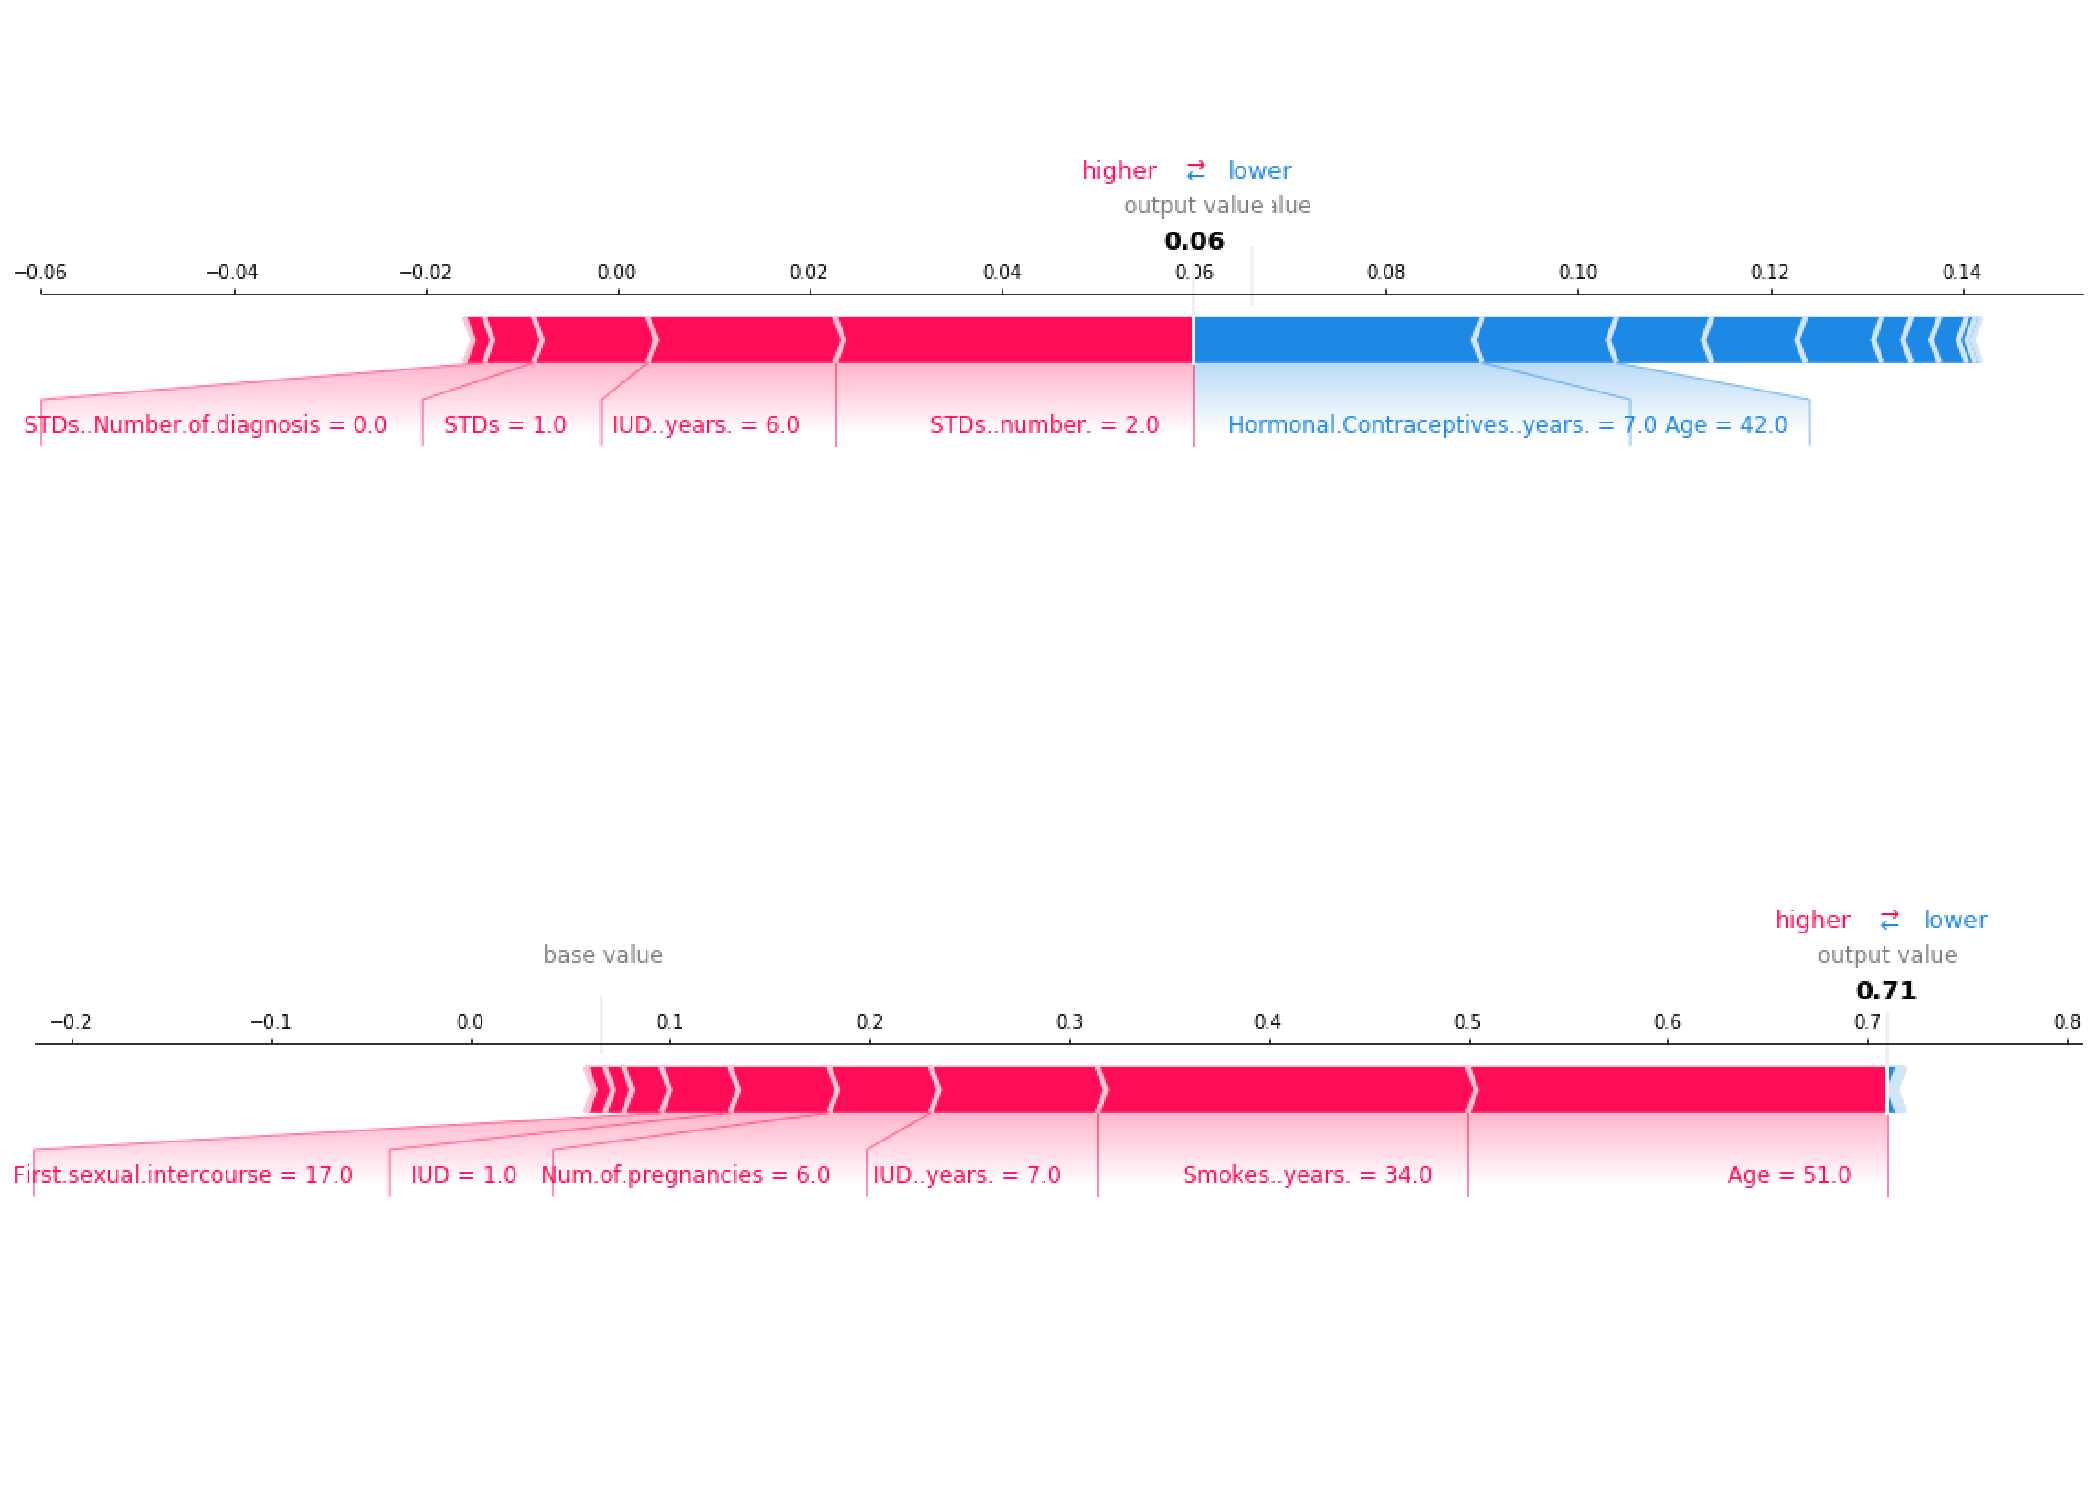 higher ⇄ lower
output value alue
0.06
−0.06 −0.04 −0.02 0.00 0.02 0.04 0.06 0.08 0.10 0.12 0.14
STDs..Number.of.diagnosis = 0.0 STDs = 1.0 IUD..years. = 6.0 STDs..number. = 2.0 Hormonal.Contraceptives..years. = 7.0 Age = 42.0
higher ⇄ lower
base value output value
0.71
−0.2 −0.1 0.0 0.1 0.2 0.3 0.4 0.5 0.6 0.7 0.8
First.sexual.intercourse = 17.0 IUD = 1.0 Num.of.pregnancies = 6.0 IUD..years. = 7.0 Smokes..years. = 34.0 Age = 51.0